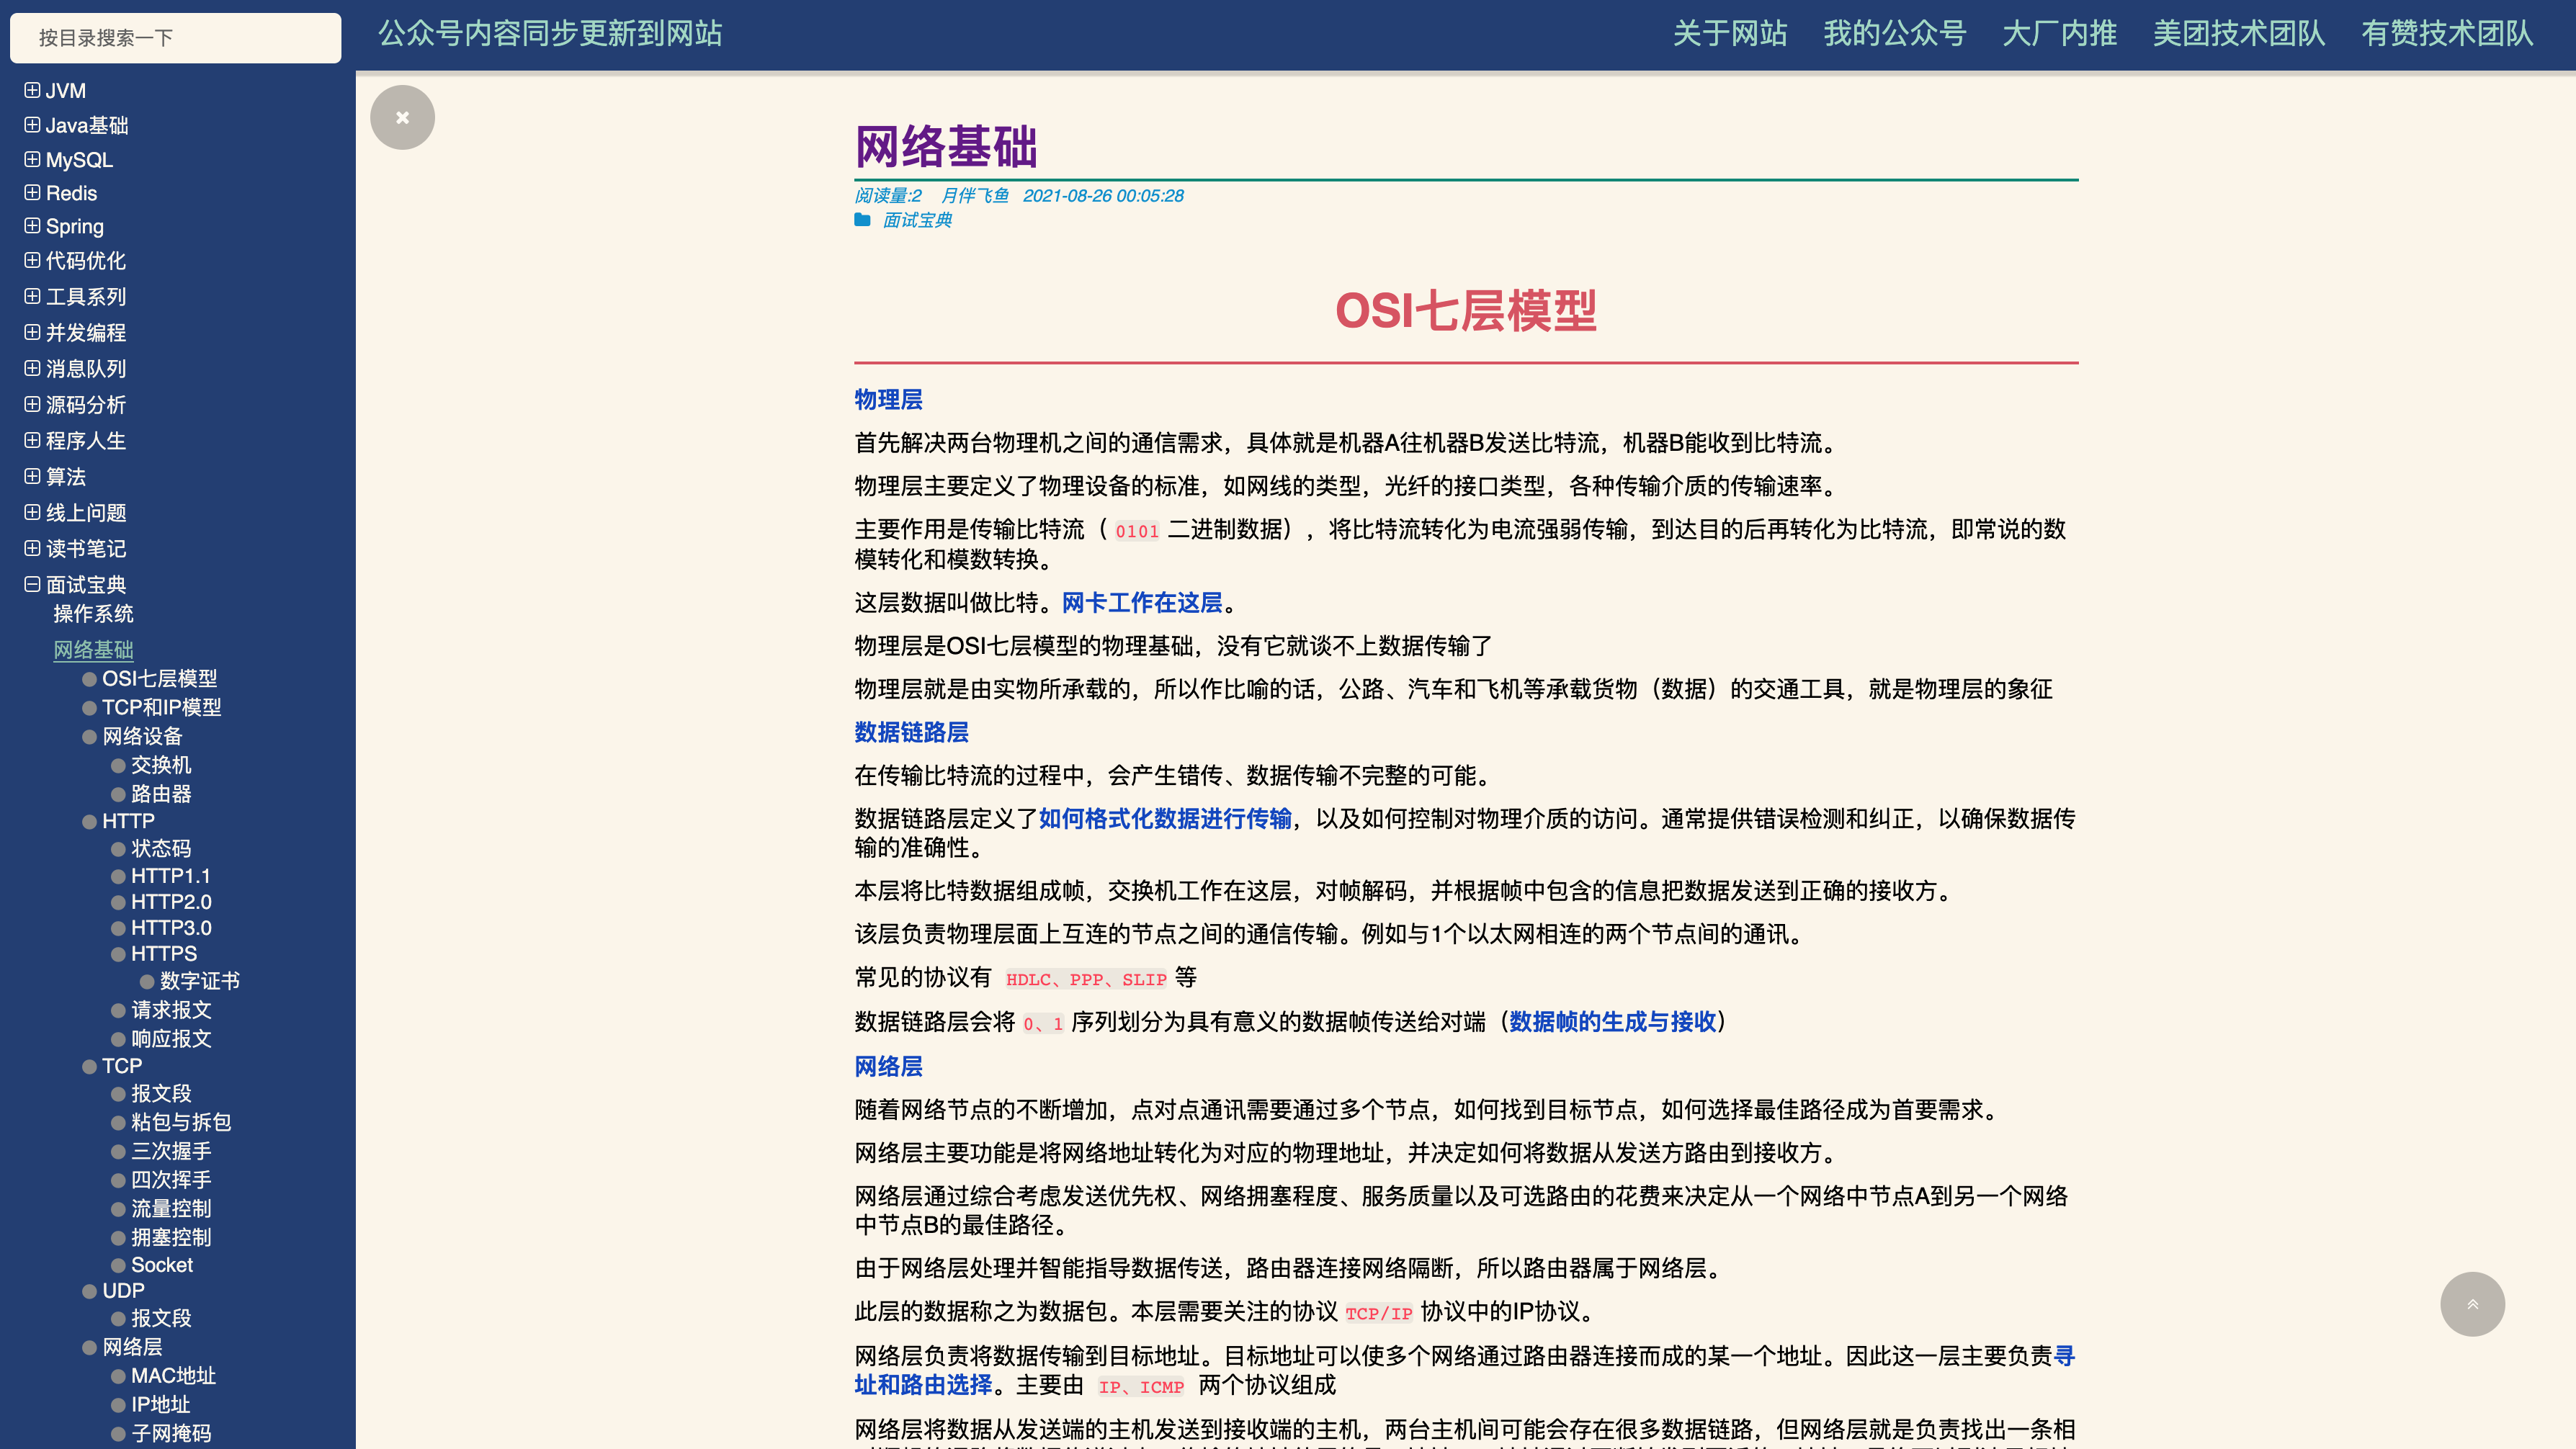 按目录搜索一下
JVM
Java基础
MySQL
Redis
Spring
代码优化
工具系列
并发编程
消息队列
源码分析
程序人生
算法
线上问题
读书笔记
面试宝典
操作系统
网络基础
OSI七层模型
TCP和IP模型
网络设备
交换机
路由器
HTTP
状态码
HTTP1.1
HTTP2.0
HTTP3.0
HTTPS
数字证书
请求报文
响应报文
TCP
报文段
粘包与拆包
三次握手
四次挥手
流量控制
拥塞控制
Socket
UDP
报文段
网络层
MAC地址
IP地址
子网掩码
公众号内容同步更新到网站
关于网站 我的公众号 大厂内推 美团技术团队 有赞技术团队
网络基础
阅读量:2 月伴飞鱼 2021-08-26 00:05:28
面试宝典
OSI七层模型
物理层
首先解决两台物理机之间的通信需求，具体就是机器A往机器B发送比特流，机器B能收到比特流。
物理层主要定义了物理设备的标准，如网线的类型，光纤的接口类型，各种传输介质的传输速率。
主要作用是传输比特流（ 0101 二进制数据），将比特流转化为电流强弱传输，到达目的后再转化为比特流，即常说的数
模转化和模数转换。
这层数据叫做比特。网卡工作在这层。
物理层是OSI七层模型的物理基础，没有它就谈不上数据传输了
物理层就是由实物所承载的，所以作比喻的话，公路、汽车和飞机等承载货物（数据）的交通工具，就是物理层的象征
数据链路层
在传输比特流的过程中，会产生错传、数据传输不完整的可能。
数据链路层定义了如何格式化数据进行传输，以及如何控制对物理介质的访问。通常提供错误检测和纠正，以确保数据传
输的准确性。
本层将比特数据组成帧，交换机工作在这层，对帧解码，并根据帧中包含的信息把数据发送到正确的接收方。
该层负责物理层面上互连的节点之间的通信传输。例如与1个以太网相连的两个节点间的通讯。
常见的协议有 HDLC、PPP、SLIP 等
数据链路层会将 0、1 序列划分为具有意义的数据帧传送给对端（数据帧的生成与接收）
网络层
随着网络节点的不断增加，点对点通讯需要通过多个节点，如何找到目标节点，如何选择最佳路径成为首要需求。
网络层主要功能是将网络地址转化为对应的物理地址，并决定如何将数据从发送方路由到接收方。
网络层通过综合考虑发送优先权、网络拥塞程度、服务质量以及可选路由的花费来决定从一个网络中节点A到另一个网络
中节点B的最佳路径。
由于网络层处理并智能指导数据传送，路由器连接网络隔断，所以路由器属于网络层。
此层的数据称之为数据包。本层需要关注的协议 TCP/IP 协议中的IP协议。
网络层负责将数据传输到目标地址。目标地址可以使多个网络通过路由器连接而成的某一个地址。因此这一层主要负责寻
址和路由选择。主要由 IP、ICMP 两个协议组成
网络层将数据从发送端的主机发送到接收端的主机，两台主机间可能会存在很多数据链路，但网络层就是负责找出一条相